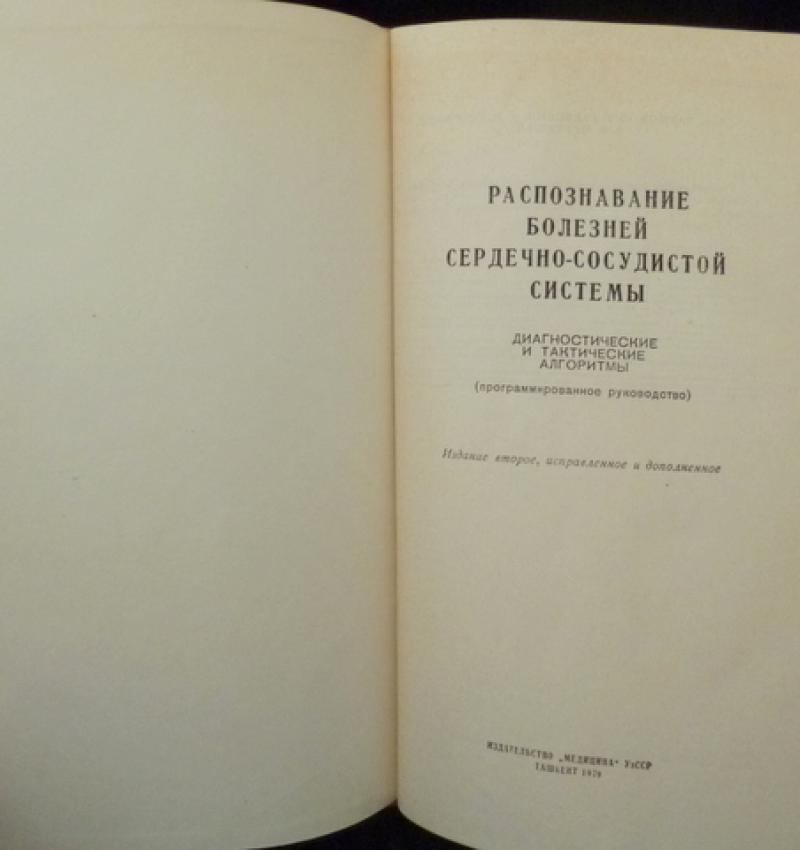 РАСПОЗНАВАНИЕ
БОЛЕЗНЕЙ
СЕРДЕЧНО-СОСУДИСТОЙ
СИСТЕМЫ
ДИАГНОСТИЧЕСКИЕ
И ТАКТИЧЕСКИЕ
АЛГОРИТМЫ
(программированное руководство)
Издание второе, исправленное и дополненное
ИЗДАТЕЛЬСТВО „МЕДИЦИНА“ УзССР
ТАШКЕНТ 1979